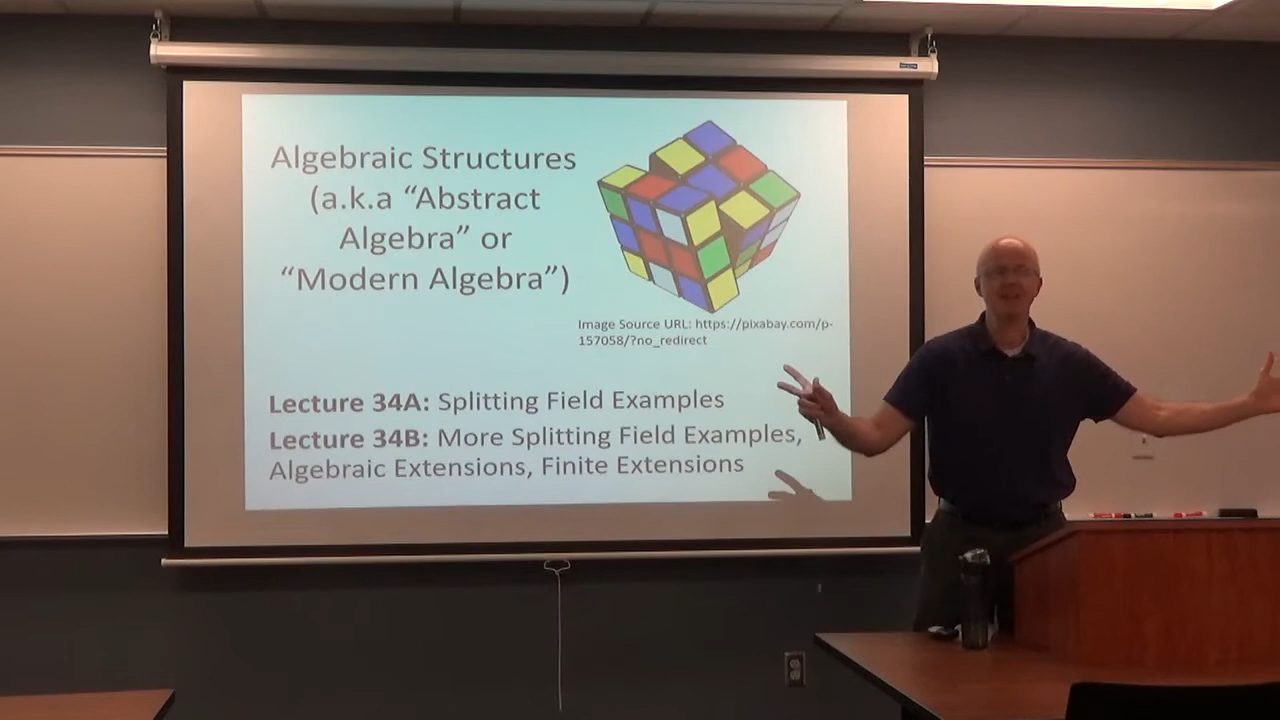 Algebraic Structures
(a.k.a “Abstract
Algebra” or
“Modern Algebra”)
Image Source URL: https://pixabay.com/p-
157058/?no_redirect
Lecture 34A: Splitting Field Examples
Lecture 34B: More Splitting Field Examples,
Algebraic Extensions, Finite Extensions